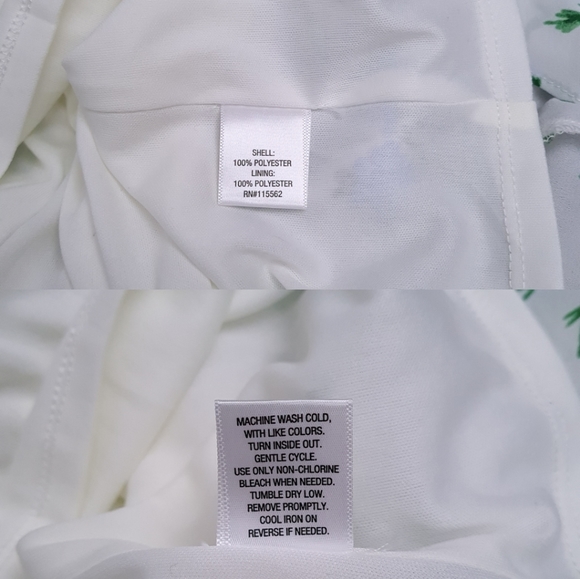 SHELL:
100% POLYESTER
LINING:
100% POLYESTER
RN#115562
MACHINE WASH COLD,
WITH LIKE COLORS.
TURN INSIDE OUT.
GENTLE CYCLE.
USE ONLY NON-CHLORINE
BLEACH WHEN NEEDED.
TUMBLE DRY LOW.
REMOVE PROMPTLY.
COOL IRON ON
REVERSE IF NEEDED.